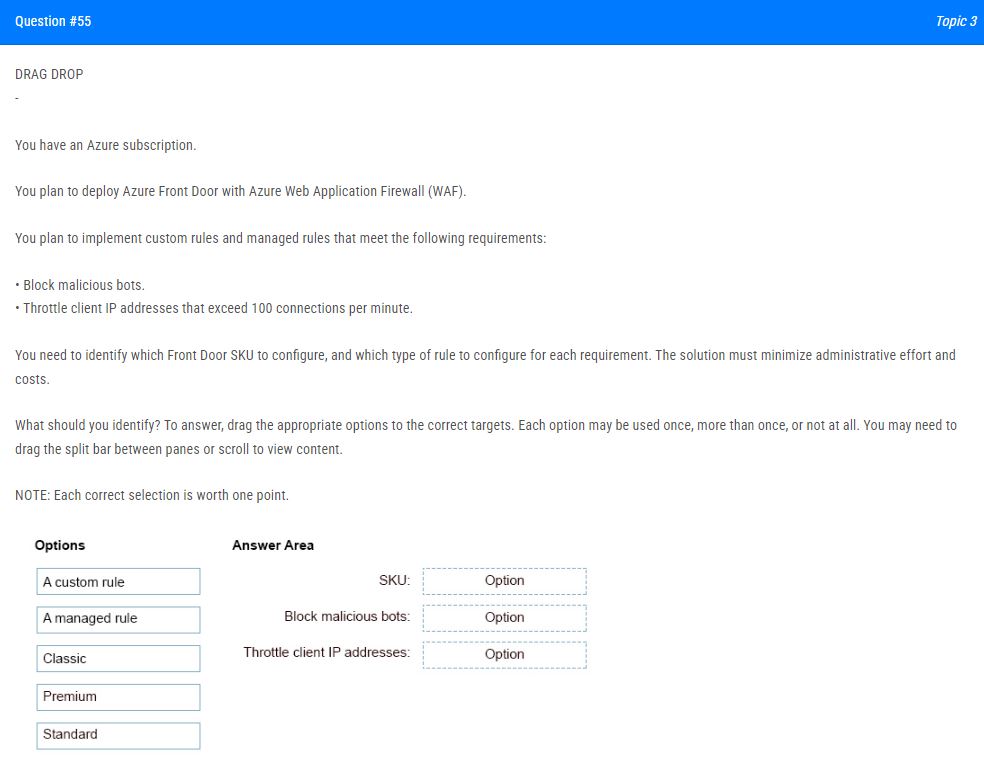 Question #55
Topic 3
DRAG DROP
-
You have an Azure subscription.
You plan to deploy Azure Front Door with Azure Web Application Firewall (WAF).
You plan to implement custom rules and managed rules that meet the following requirements:
• Block malicious bots.
• Throttle client IP addresses that exceed 100 connections per minute.
You need to identify which Front Door SKU to configure, and which type of rule to configure for each requirement. The solution must minimize administrative effort and
costs.
What should you identify? To answer, drag the appropriate options to the correct targets. Each option may be used once, more than once, or not at all. You may need to
drag the split bar between panes or scroll to view content.
NOTE: Each correct selection is worth one point.
Options
A custom rule
A managed rule
Classic
Premium
Standard
Answer Area
SKU: Option
Block malicious bots: Option
Throttle client IP addresses: Option